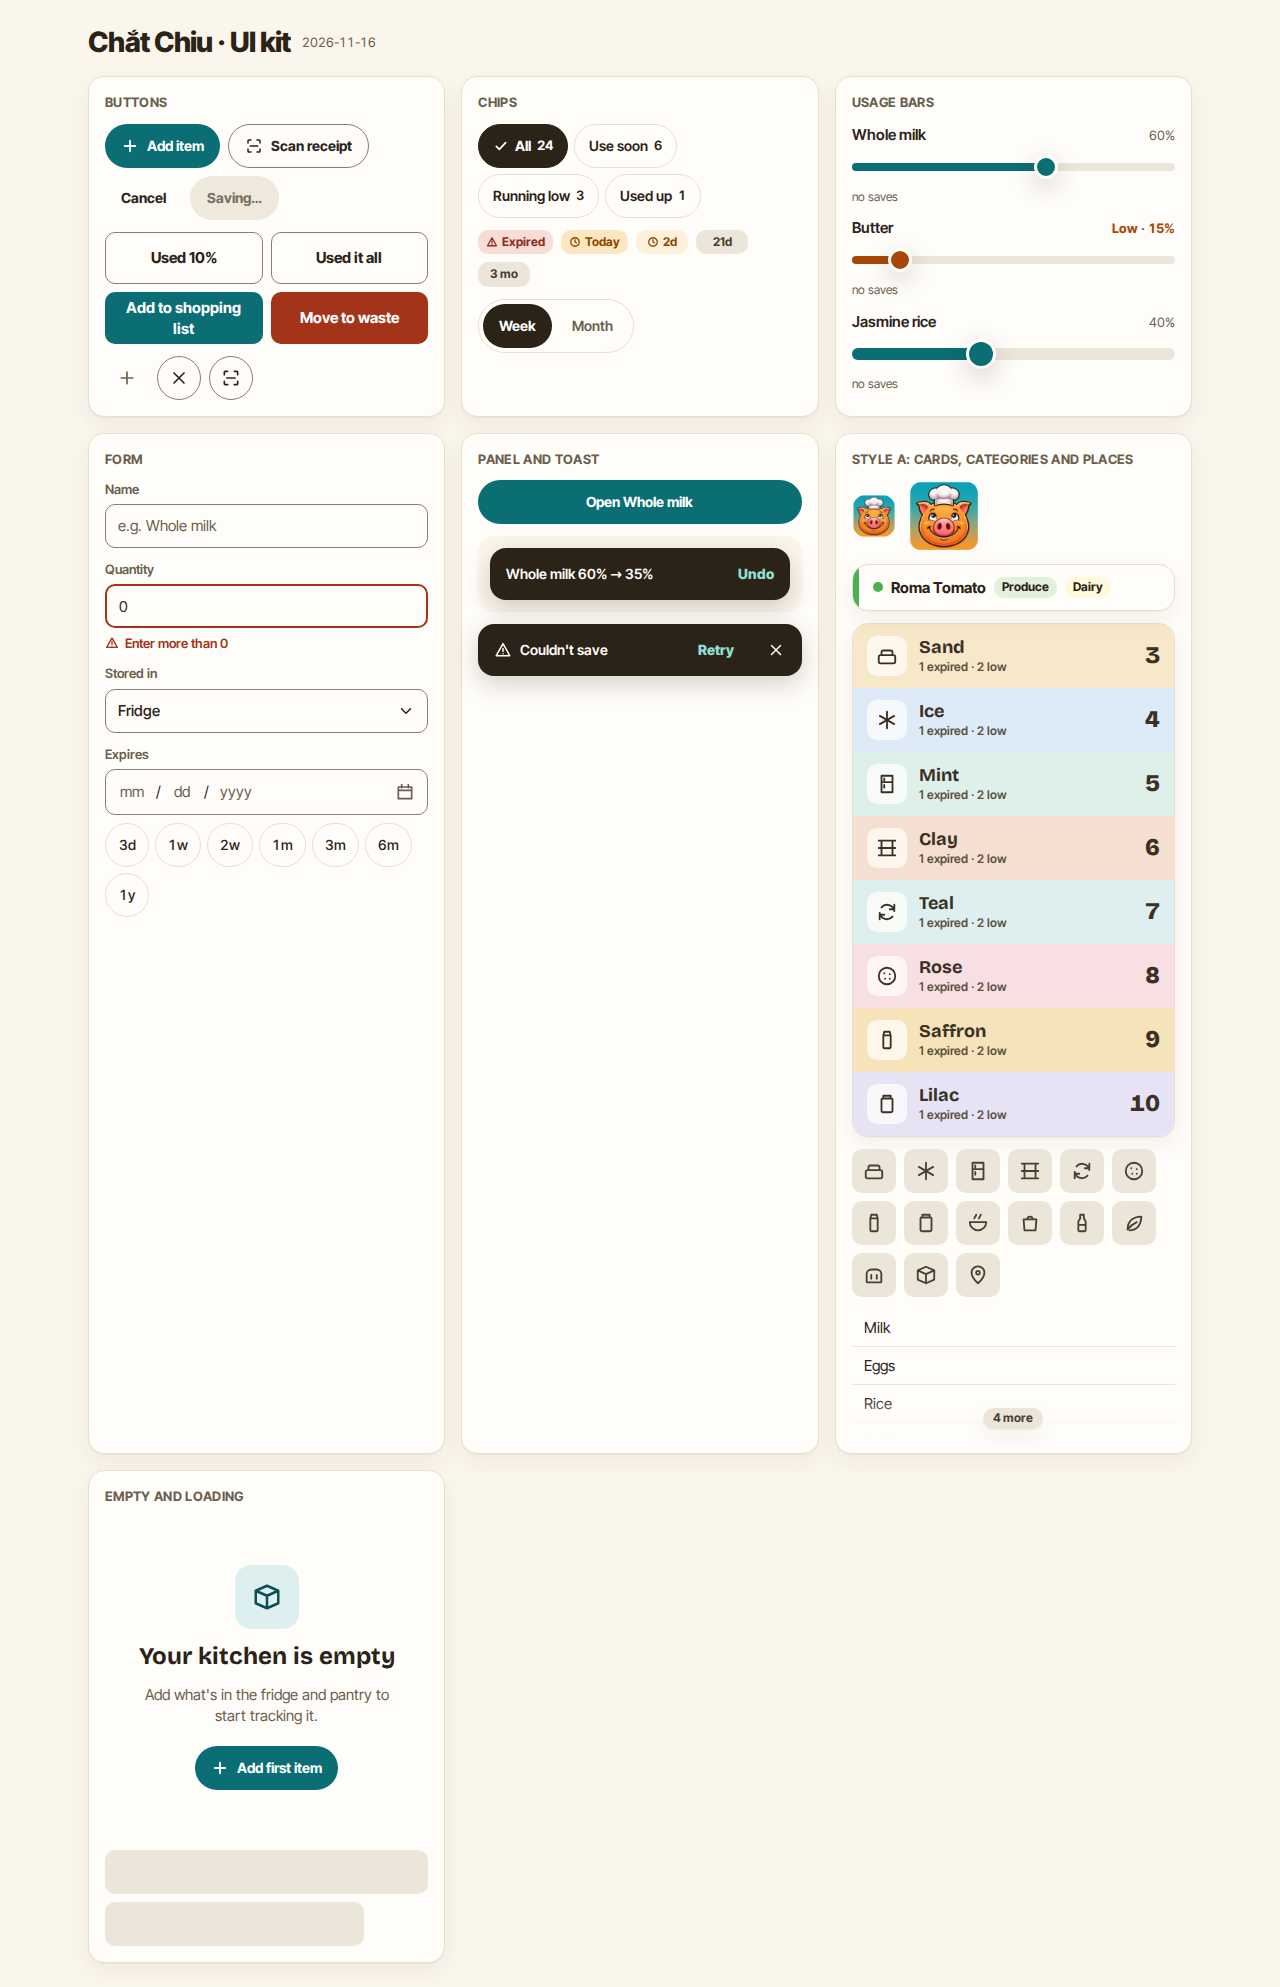 Chắt Chiu · UI kit 2026-11-16
BUTTONS
Add item Scan receipt
Cancel Saving...
Used 10% Used it all
Add to shopping list Move to waste
CHIPS
All 24 Use soon 6
Running low 3 Used up 1
Expired Today 2d 21d
3 mo
Week Month
USAGE BARS
Whole milk 60%
no saves
Butter Low · 15%
no saves
Jasmine rice 40%
no saves
FORM
Name
e.g. Whole milk
Quantity
0
Enter more than 0
Stored in
Fridge
Expires
mm / dd / yyyy
3d 1w 2w 1m 3m 6m
1y
PANEL AND TOAST
Open Whole milk
Whole milk 60% → 35% Undo
Couldn't save Retry
STYLE A: CARDS, CATEGORIES AND PLACES
Roma Tomato Produce Dairy
Sand 3
1 expired · 2 low
Ice 4
1 expired · 2 low
Mint 5
1 expired · 2 low
Clay 6
1 expired · 2 low
Teal 7
1 expired · 2 low
Rose 8
1 expired · 2 low
Saffron 9
1 expired · 2 low
Lilac 10
1 expired · 2 low
Milk
Eggs
Rice
4 more
EMPTY AND LOADING
Your kitchen is empty
Add what's in the fridge and pantry to
start tracking it.
Add first item